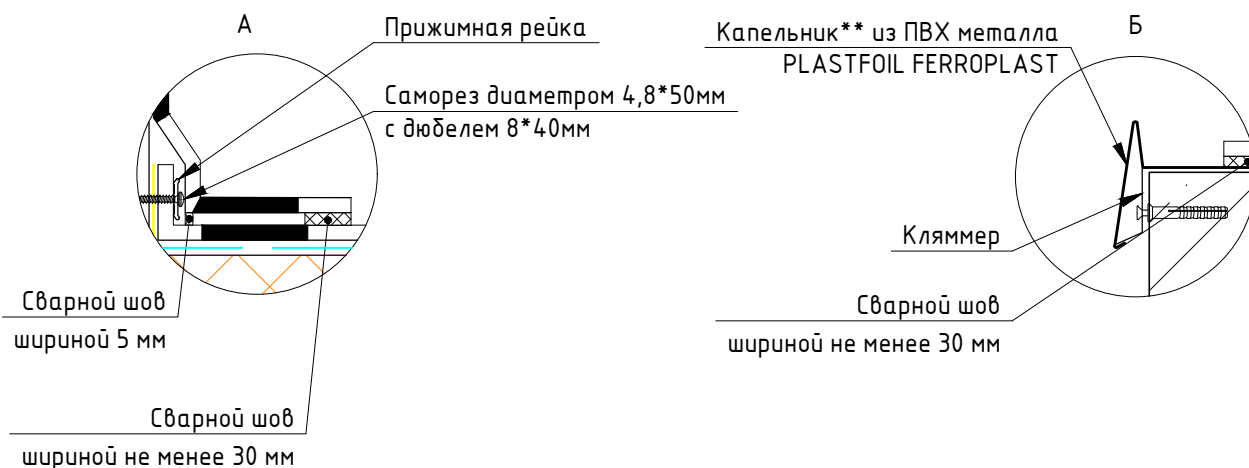 А
Прижимная рейка
Саморез диаметром 4,8*50мм
с дюбелем 8*40мм
Сварной шов
шириной 5 мм
Сварной шов
шириной не менее 30 мм
Б
Капельник** из ПВХ металла
PLASTFOIL FERROPLAST
Кляммер
Сварной шов
шириной не менее 30 мм